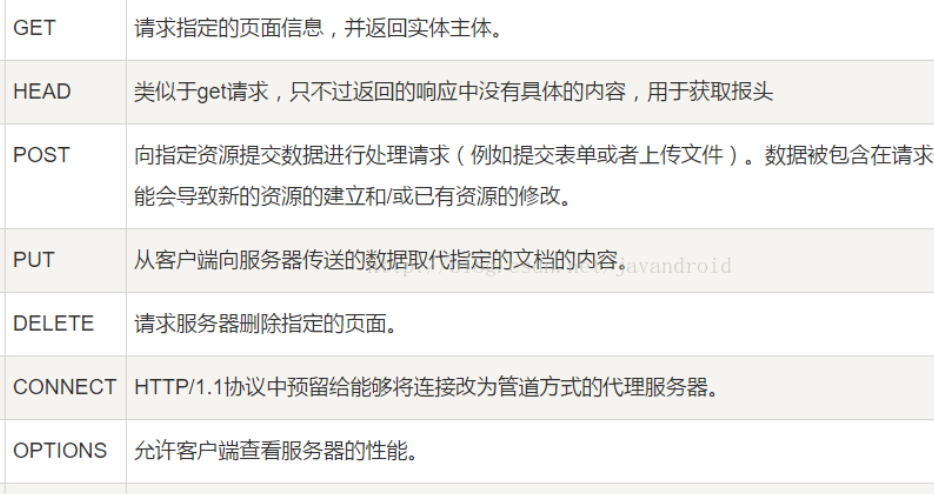 GET 请求指定的页面信息，并返回实体主体。
HEAD 类似于get请求，只不过返回的响应中没有具体的内容，用于获取报头
POST 向指定资源提交数据进行处理请求（例如提交表单或者上传文件）。数据被包含在请求
能会导致新的资源的建立和/或已有资源的修改。
PUT 从客户端向服务器传送的数据取代指定的文档的内容。
http://blog.csdn.net/javandroid
DELETE 请求服务器删除指定的页面。
CONNECT HTTP/1.1协议中预留给能够将连接改为管道方式的代理服务器。
OPTIONS 允许客户端查看服务器的性能。